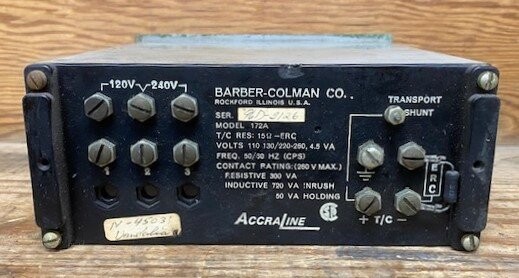 120V 240V
BARBER-COLMAN CO.
ROCKFORD ILLINOIS U.S.A.
SER.
MODEL 172A
T/C RES: 15Ω-ERC
VOLTS 110 130/220-260, 4.5 VA
FREQ. 50/60 HZ (CPS)
CONTACT RATING: (260 V MAX.)
RESISTIVE 300 VA
INDUCTIVE 720 VA INRUSH
50 VA HOLDING
TRANSPORT
SHUNT
1 2 3
ERC
+ T/C -
ACCRALINE